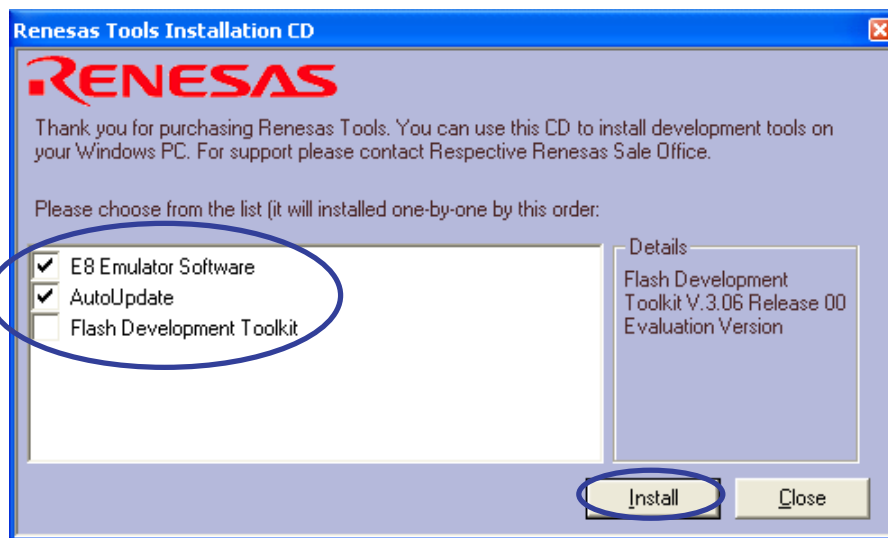 Renesas Tools Installation CD
RENESAS
Thank you for purchasing Renesas Tools. You can use this CD to install development tools on
your Windows PC. For support please contact Respective Renesas Sale Office.
Please choose from the list (it will installed one-by-one by this order:
E8 Emulator Software
AutoUpdate
Flash Development Toolkit
Details
Flash Development
Toolkit V.3.06 Release 00
Evaluation Version
Install
Close